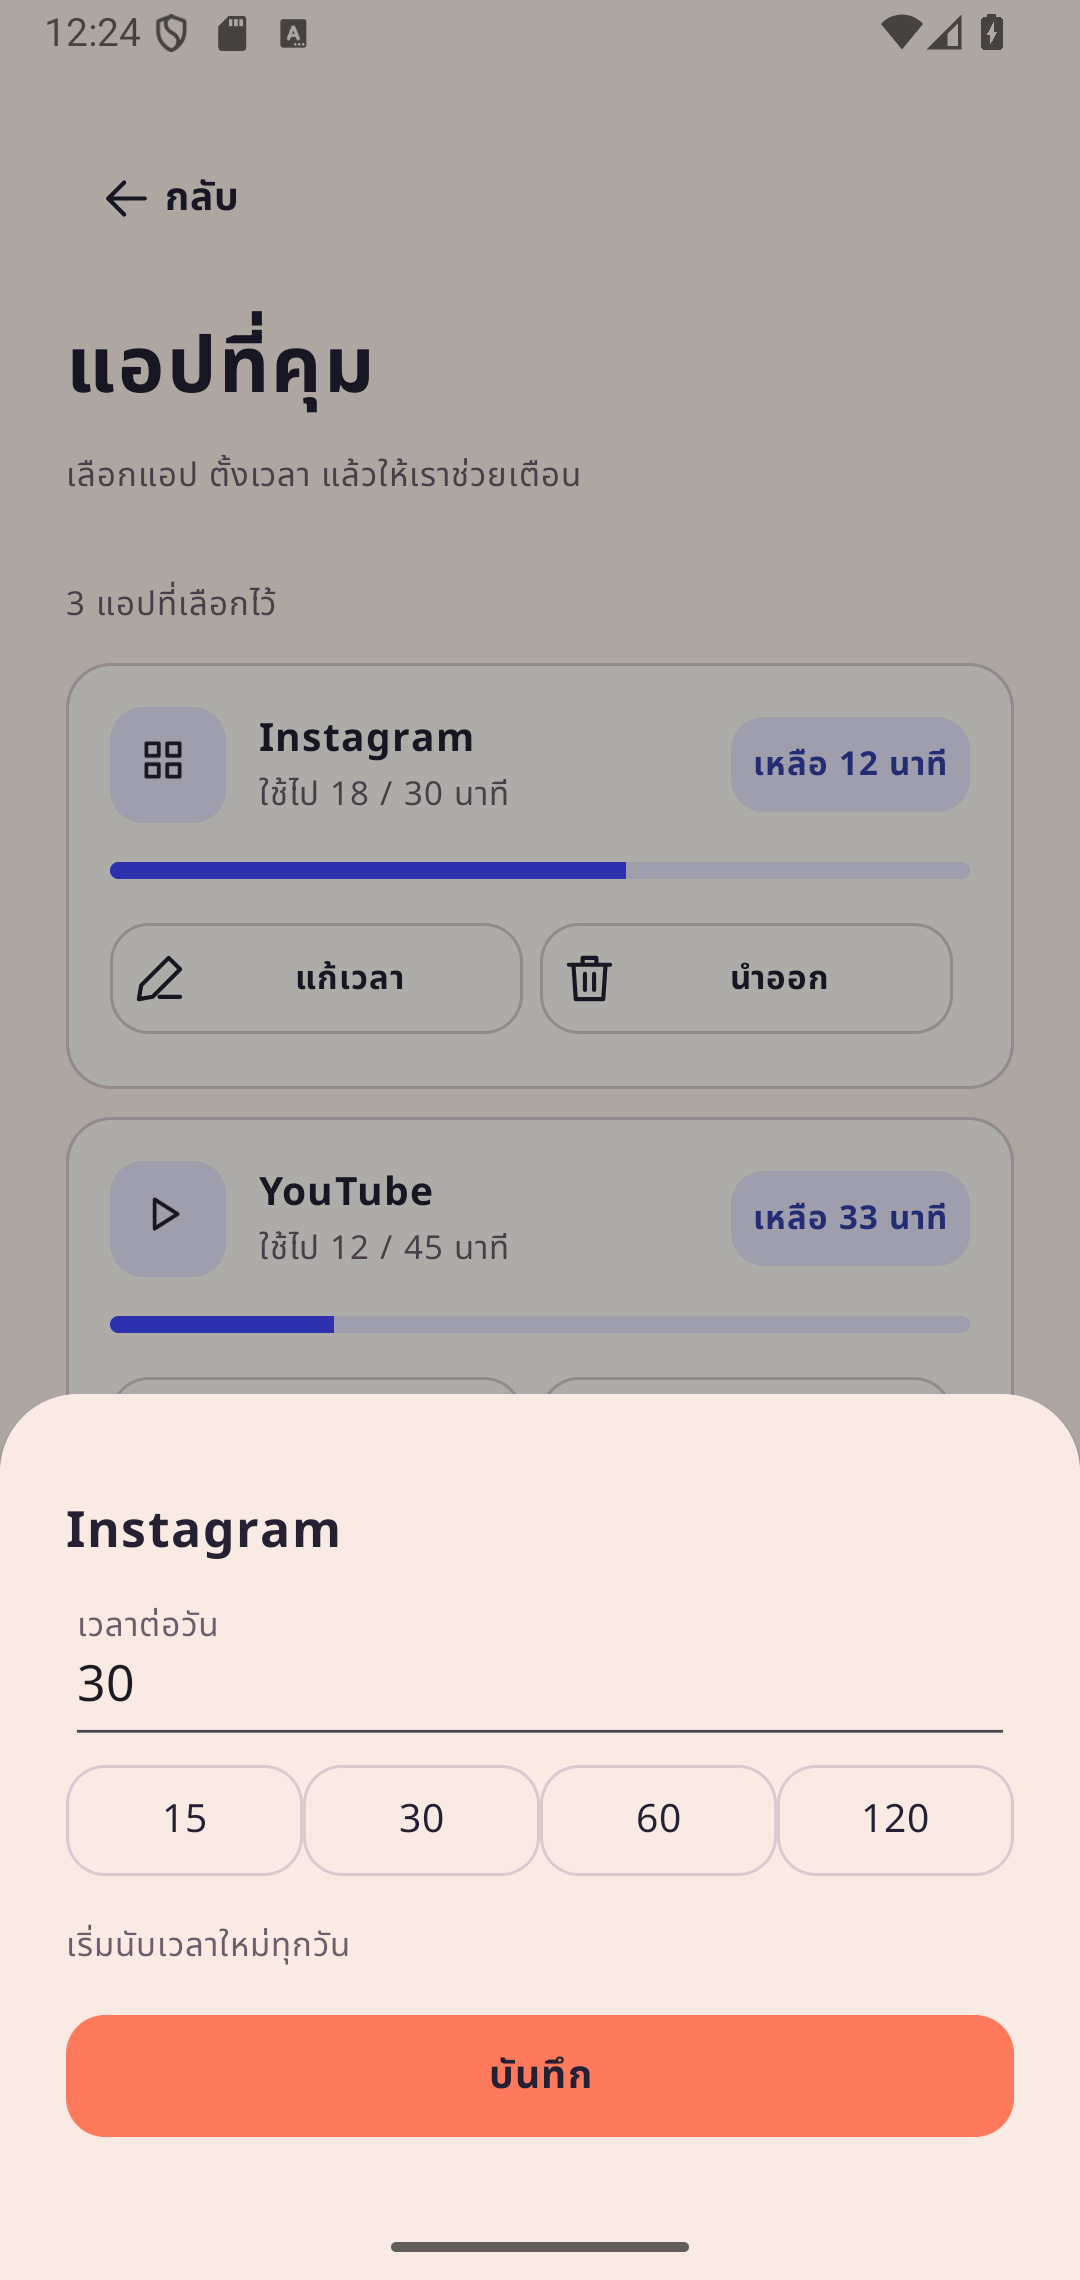 12:24
กลับ
แอปที่คุม
เลือกแอป ตั้งเวลา แล้วให้เราช่วยเตือน
3 แอปที่เลือกไว้
Instagram
ใช้ไป 18 / 30 นาที
เหลือ 12 นาที
แก้เวลา
นำออก
YouTube
ใช้ไป 12 / 45 นาที
เหลือ 33 นาที
Instagram
เวลาต่อวัน
30
15
30
60
120
เริ่มนับเวลาใหม่ทุกวัน
บันทึก